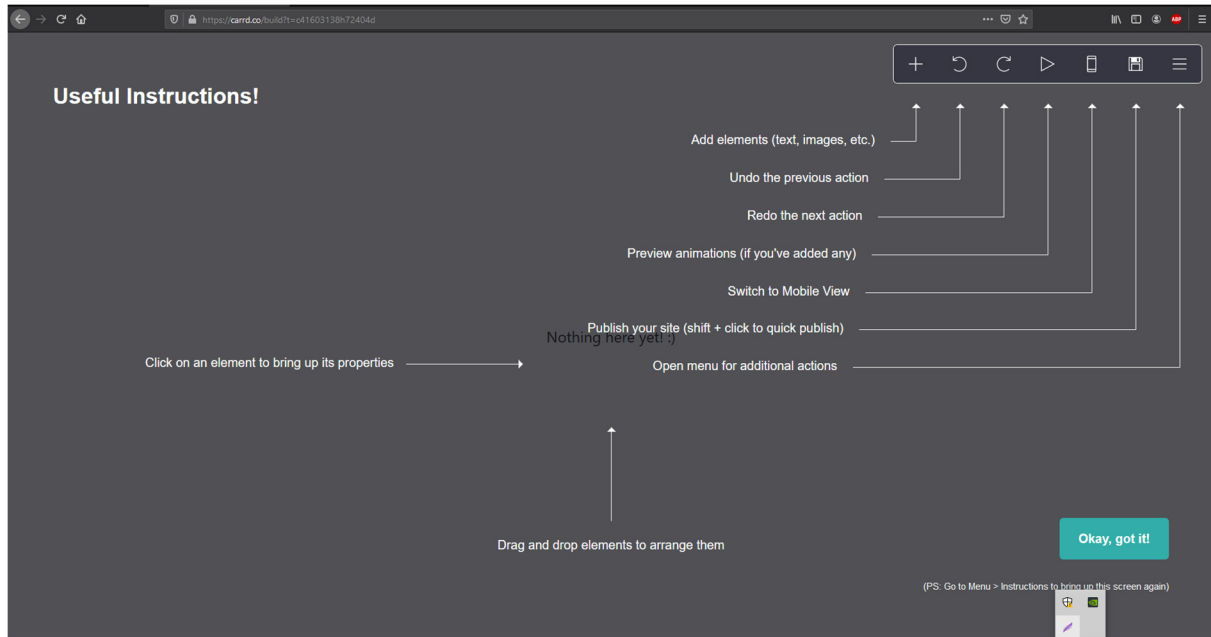 https://carrd.co/build?t=c41603138h72404d
ABP
Useful Instructions!
Add elements (text, images, etc.)
Undo the previous action
Redo the next action
Preview animations (if you've added any)
Switch to Mobile View
Publish your site (shift + click to quick publish)
Nothing here yet! :)
Click on an element to bring up its properties
Open menu for additional actions
Drag and drop elements to arrange them
Okay, got it!
(PS: Go to Menu > Instructions to bring up this screen again)